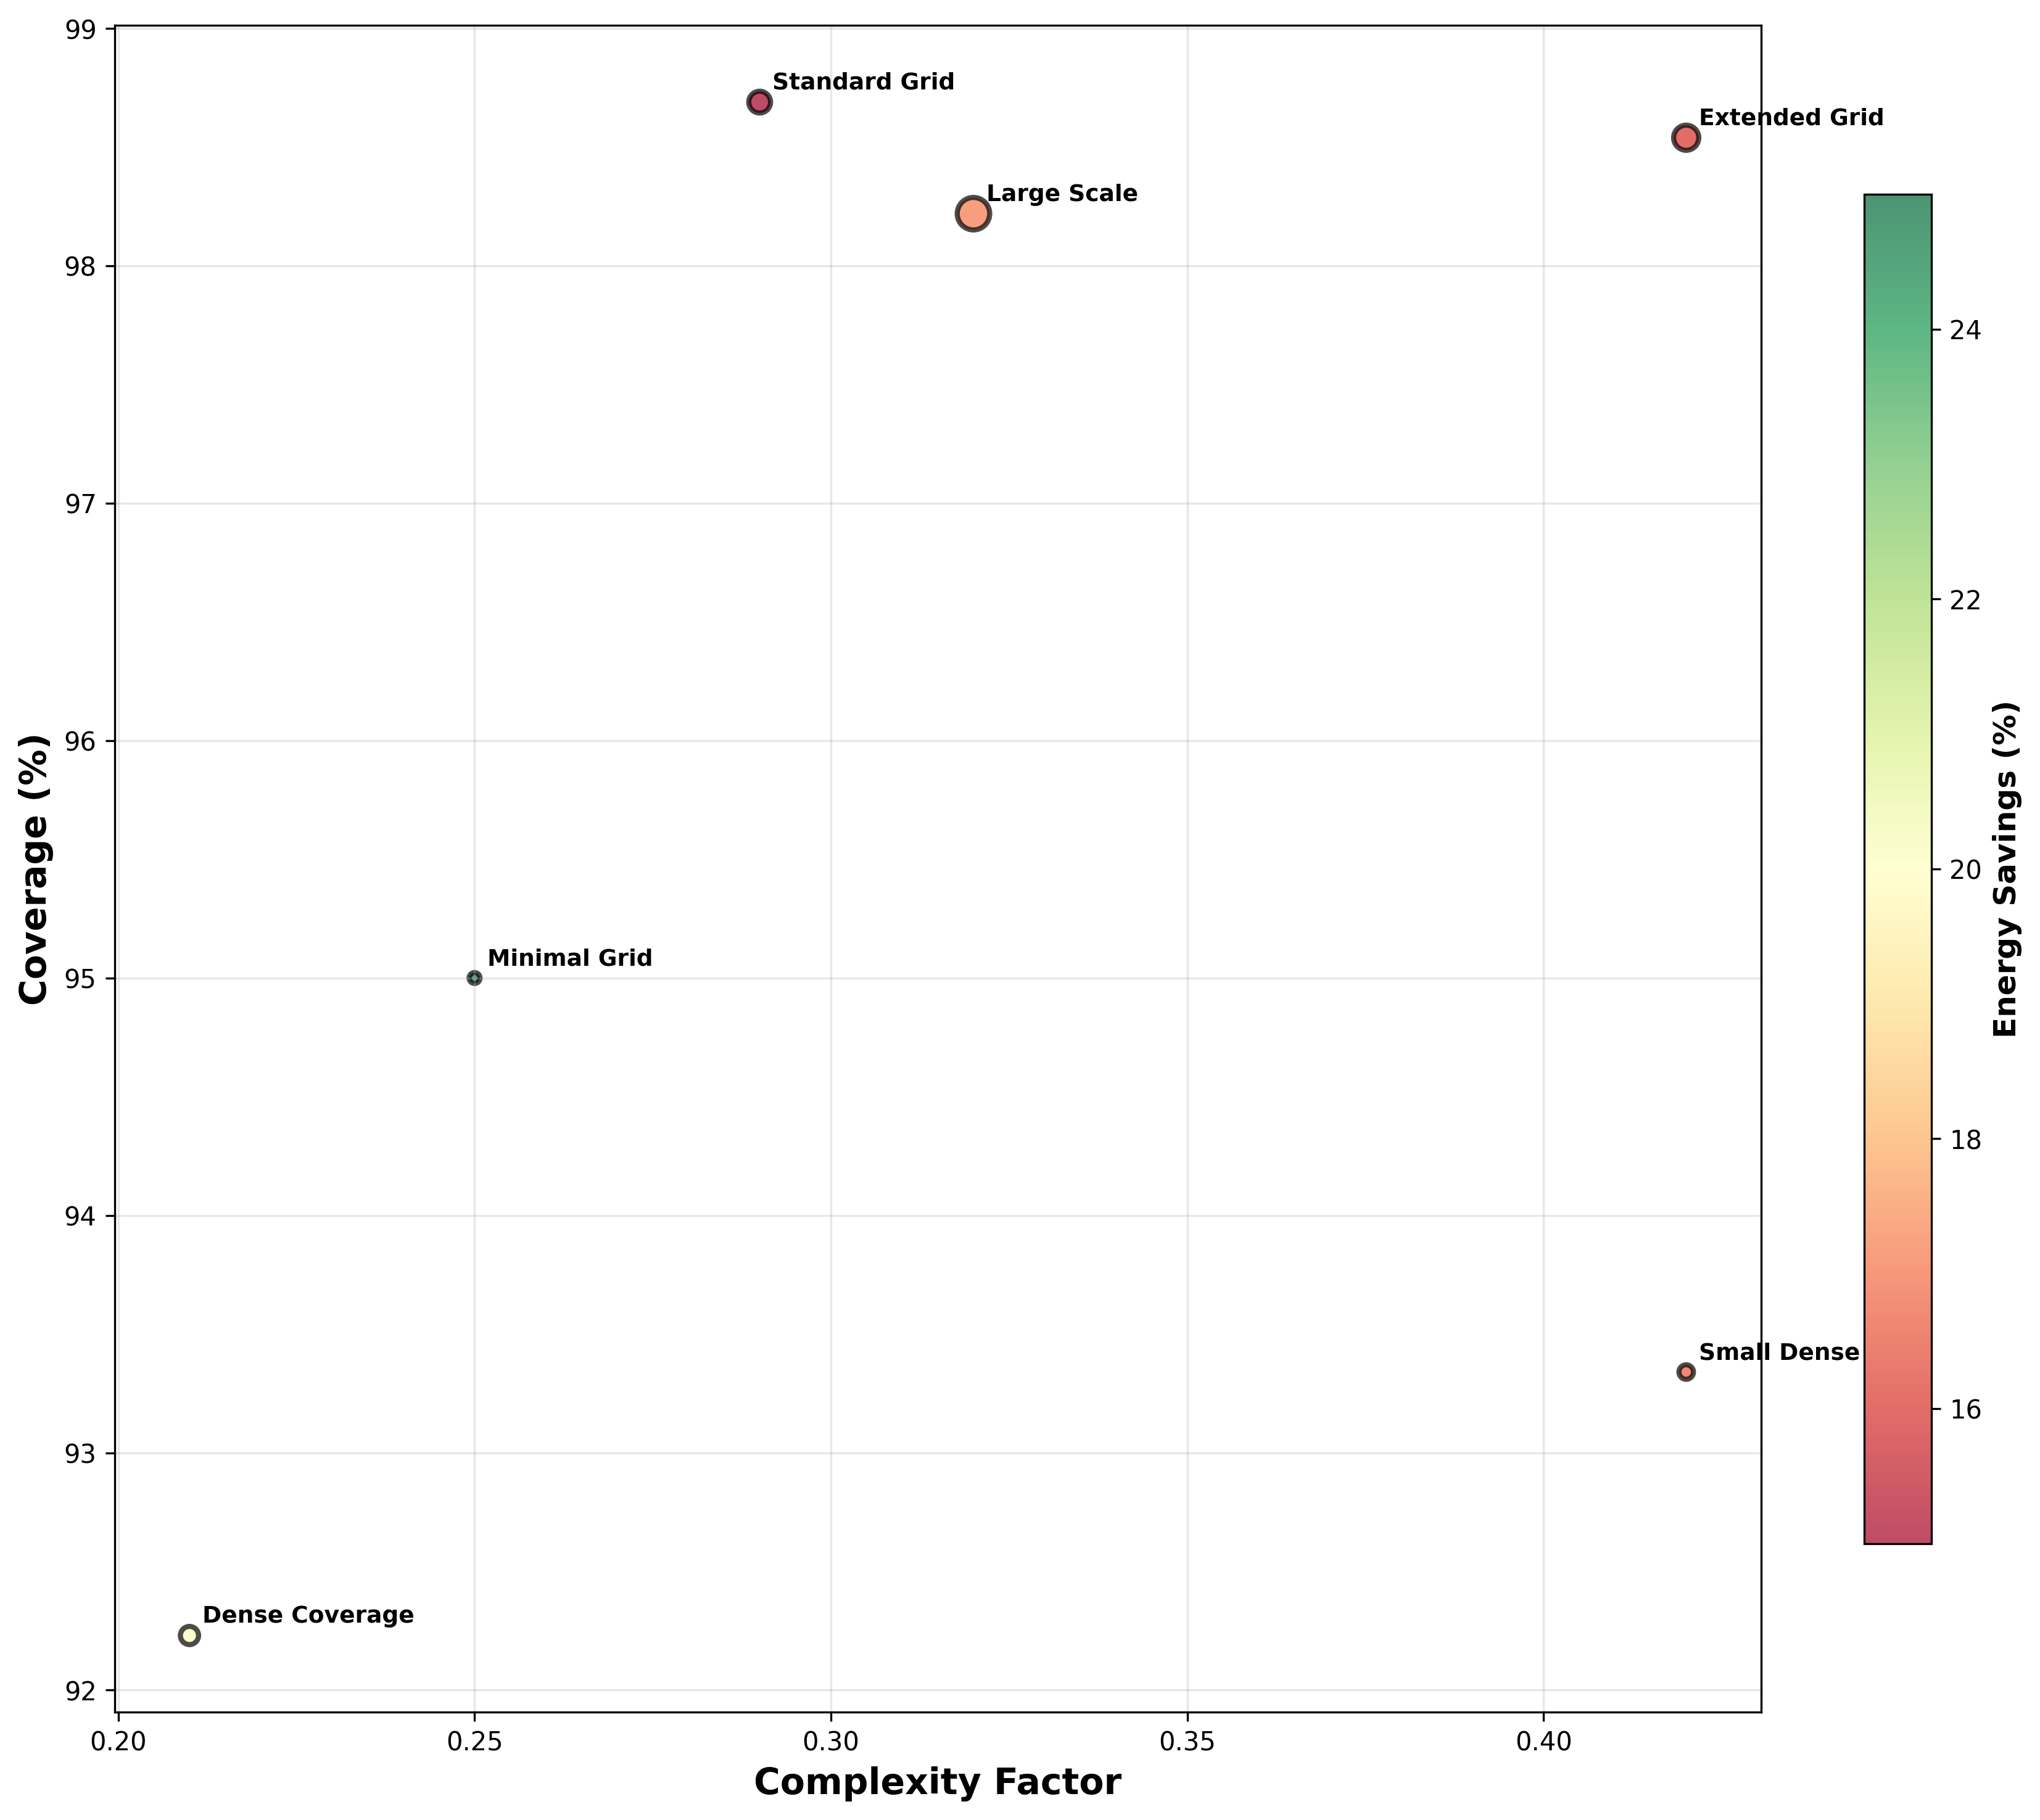 99
98
97
96
95
94
93
92
Coverage (%)
Standard Grid
Extended Grid
Large Scale
Minimal Grid
Small Dense
Dense Coverage
0.20
0.25
0.30
0.35
0.40
Complexity Factor
24
22
20
18
16
Energy Savings (%)